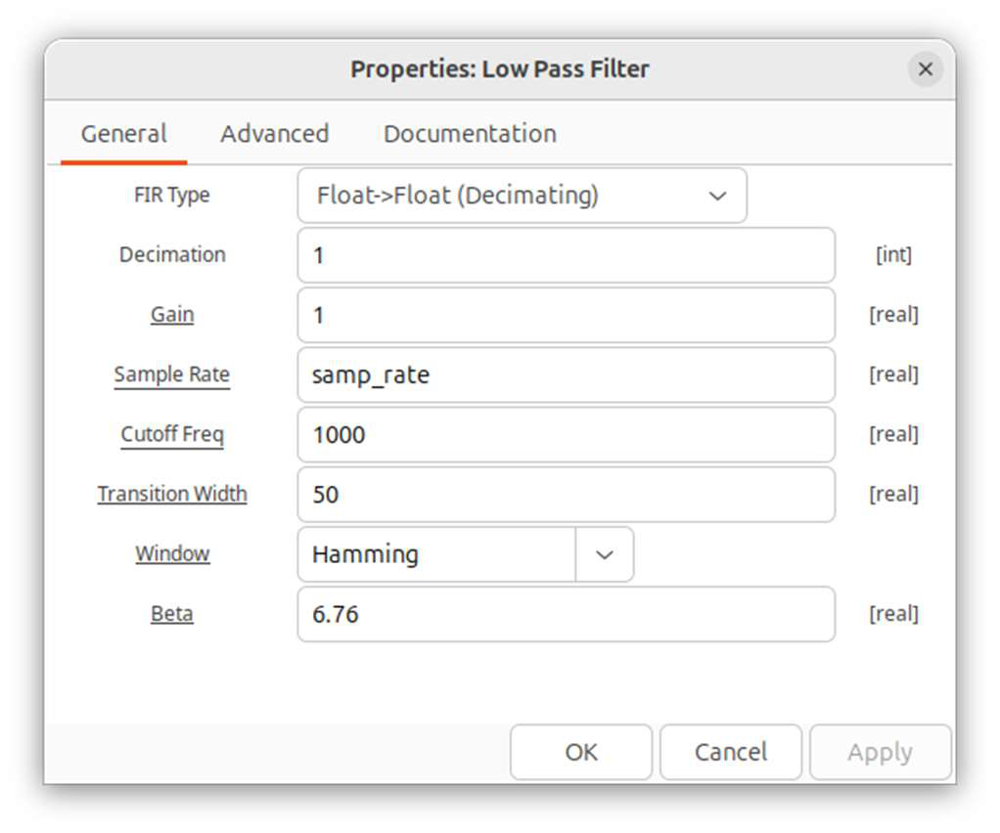 Properties: Low Pass Filter
General Advanced Documentation
FIR Type Float->Float (Decimating)
Decimation 1 [int]
Gain 1 [real]
Sample Rate samp_rate [real]
Cutoff Freq 1000 [real]
Transition Width 50 [real]
Window Hamming
Beta 6.76 [real]
OK Cancel Apply